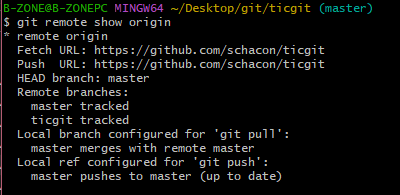 B-ZONE@B-ZONEPC MINGW64 ~/Desktop/git/ticgit (master)
$ git remote show origin
* remote origin
  Fetch URL: https://github.com/schacon/ticgit
  Push  URL: https://github.com/schacon/ticgit
  HEAD branch: master
  Remote branches:
    master tracked
    ticgit tracked
  Local branch configured for 'git pull':
    master merges with remote master
  Local ref configured for 'git push':
    master pushes to master (up to date)